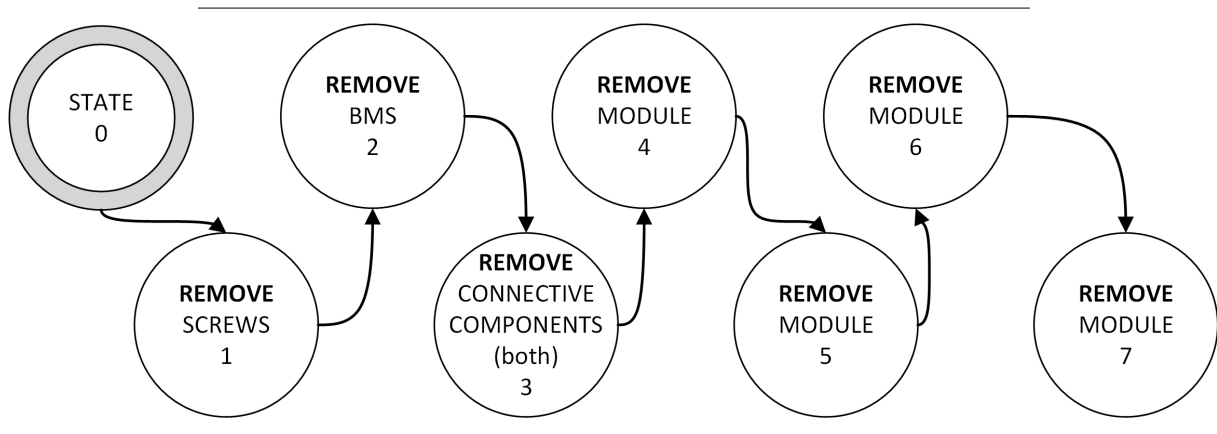 STATE
0
REMOVE
SCREWS
1
REMOVE
BMS
2
REMOVE
CONNECTIVE
COMPONENTS
(both)
3
REMOVE
MODULE
4
REMOVE
MODULE
5
REMOVE
MODULE
6
REMOVE
MODULE
7